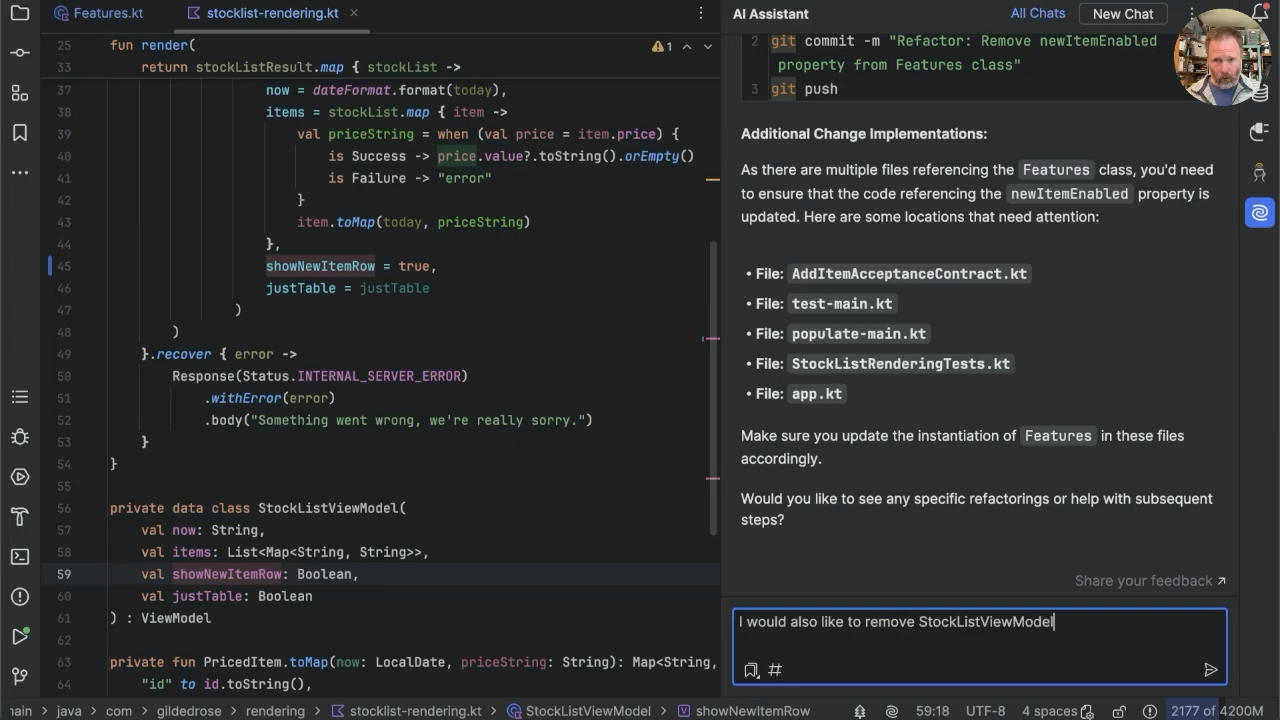 Features.kt
stocklist-rendering.kt
AI Assistant
All Chats
New Chat
25 fun render(
1
33 return stockListResult.map { stockList ->
37 now = dateFormat.format(today),
38 items = stockList.map { item ->
39 val priceString = when (val price = item.price) {
40 is Success -> price.value?.toString().orEmpty()
41 is Failure -> "error"
42 }
43 item.toMap(today, priceString)
44 },
45 showNewItemRow = true,
46 justTable = justTable
47 )
48 )
49 }.recover { error ->
50 Response(Status.INTERNAL_SERVER_ERROR)
51 .withError(error)
52 .body("Something went wrong, we're really sorry.")
53 }
54 }
55
56 private data class StockListViewModel(
57 val now: String,
58 val items: List<Map<String, String>>,
59 val showNewItemRow: Boolean,
60 val justTable: Boolean
61 ) : ViewModel
62
63 private fun PricedItem.toMap(now: LocalDate, priceString: String): Map<String,
64 "id" to id.toString(),
2 git commit -m "Refactor: Remove newItemEnabled
property from Features class"
3 git push
Additional Change Implementations:
As there are multiple files referencing the Features class, you'd need
to ensure that the code referencing the newItemEnabled property is
updated. Here are some locations that need attention:
• File: AddItemAcceptanceContract.kt
• File: test-main.kt
• File: populate-main.kt
• File: StockListRenderingTests.kt
• File: app.kt
Make sure you update the instantiation of Features in these files
accordingly.
Would you like to see any specific refactorings or help with subsequent
steps?
Share your feedback ↗
I would also like to remove StockListViewModel
#
main > java > com > gildedrose > rendering > stocklist-rendering.kt > StockListViewModel > showNewItemRow
59:18 UTF-8 4 spaces 2177 of 4200M